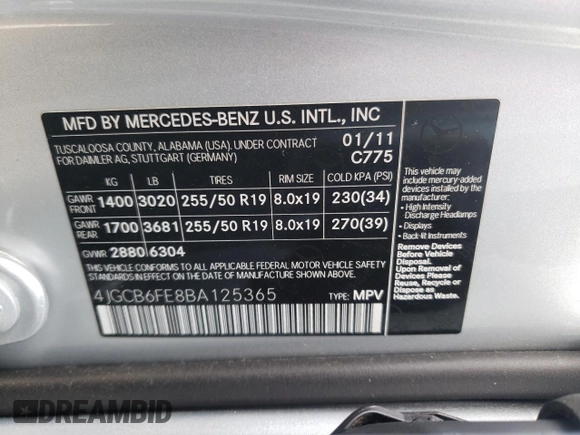 MFD BY MERCEDES-BENZ U.S. INTL., INC
TUSCALOOSA COUNTY, ALABAMA (USA). UNDER CONTRACT
FOR DAIMLER AG, STUTTGART (GERMANY)
01/11
C775
KG LB TIRES RIM SIZE COLD KPA (PSI)
GAWR FRONT 1400 3020 255/50 R19 8.0x19 230(34)
GAWR REAR 1700 3681 255/50 R19 8.0x19 270(39)
GVWR 2880 6304
THIS VEHICLE CONFORMS TO ALL APPLICABLE FEDERAL MOTOR VEHICLE SAFETY
STANDARDS IN EFFECT ON THE DATE OF MANUFACTURE SHOWN ABOVE.
4JGCB6FE8BA125365
TYPE: MPV
This vehicle may
include mercury-added
devices installed by
the manufacturer:
• High Intensity
Discharge Headlamps
• Displays
• Back-lit Instruments
Remove Devices
Before Vehicle
Disposal.
Upon Removal of
Devices Please
Reuse, Recycle or
Dispose as
Hazardous Waste.
DREAMBID